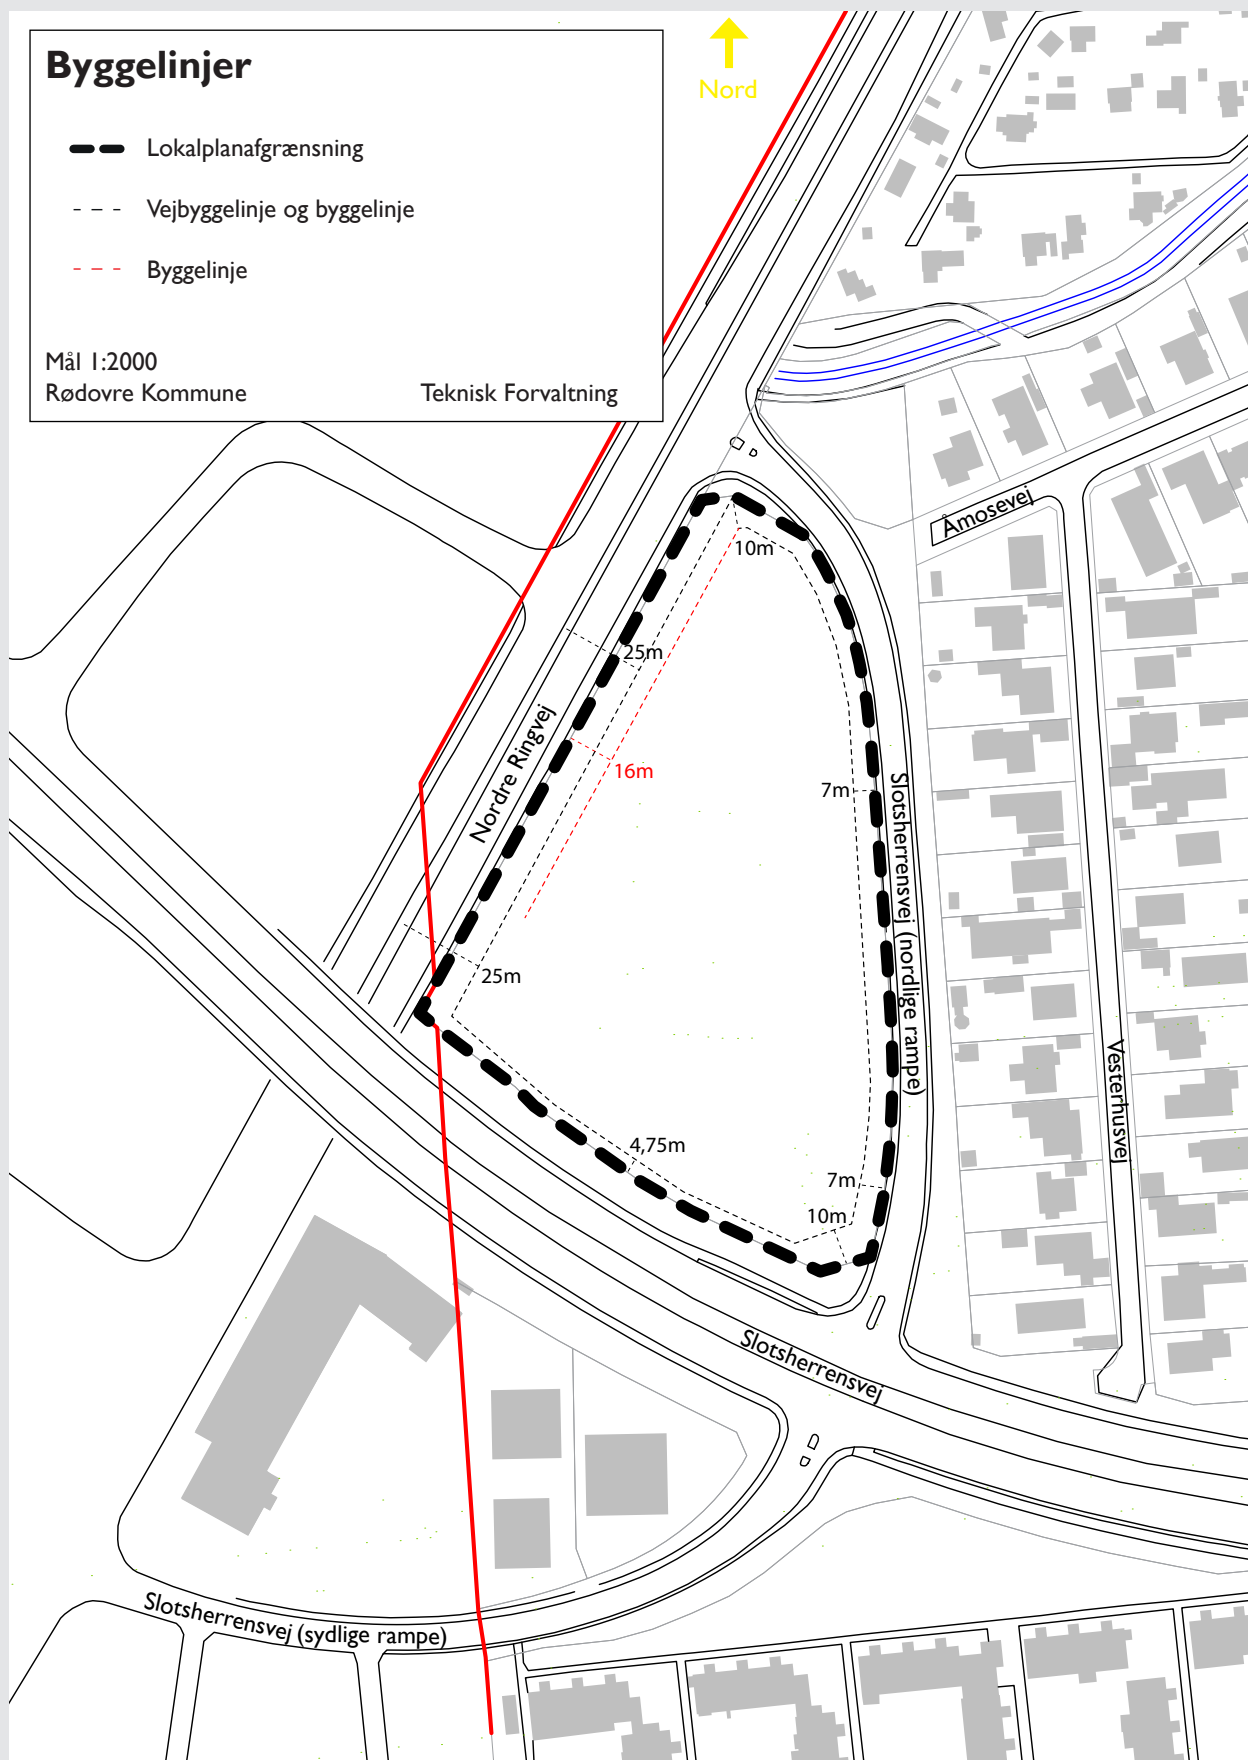 Byggelinjer
Nord
Lokalplanafgrænsning
Vejbyggelinje og byggelinje
Byggelinje
Mål 1:2000
Rødovre Kommune Teknisk Forvaltning
Åmosevej
10m
25m
Nordre Ringvej
16m
7m
Slotsherrensvej (nordlige rampe)
25m
Vesterhusvej
4,75m
7m
10m
Slotsherrensvej
Slotsherrensvej (sydlige rampe)